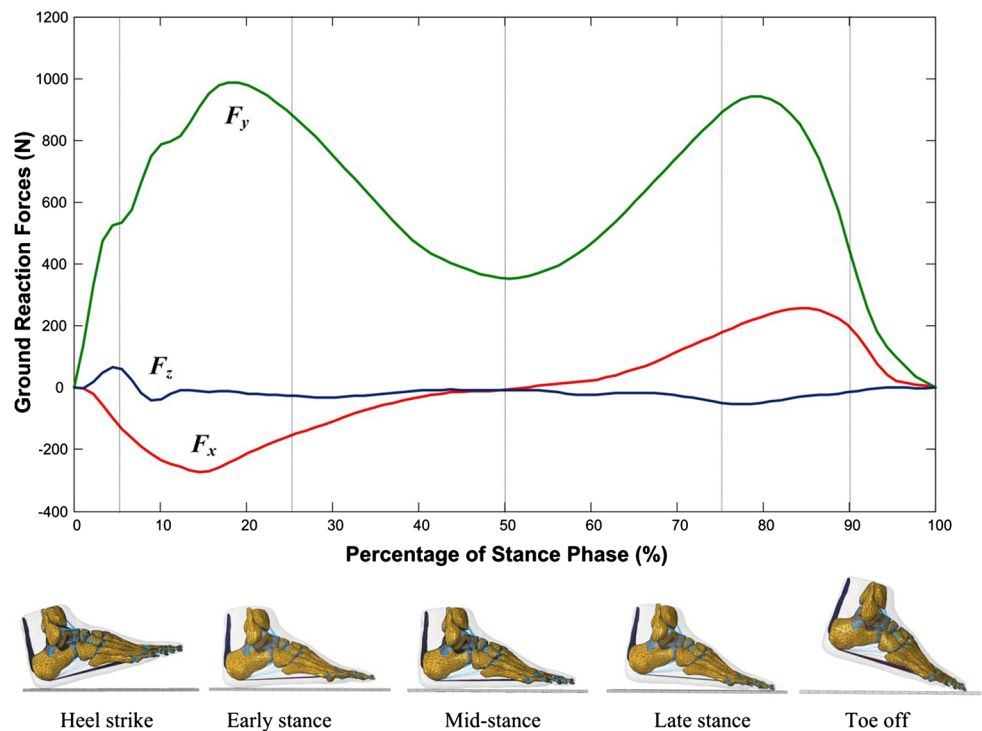 1200
1000
800
600
400
200
0
-200
-400
Ground Reaction Forces (N)
Fy
Fz
Fx
0 10 20 30 40 50 60 70 80 90 100
Percentage of Stance Phase (%)
Heel strike Early stance Mid-stance Late stance Toe off